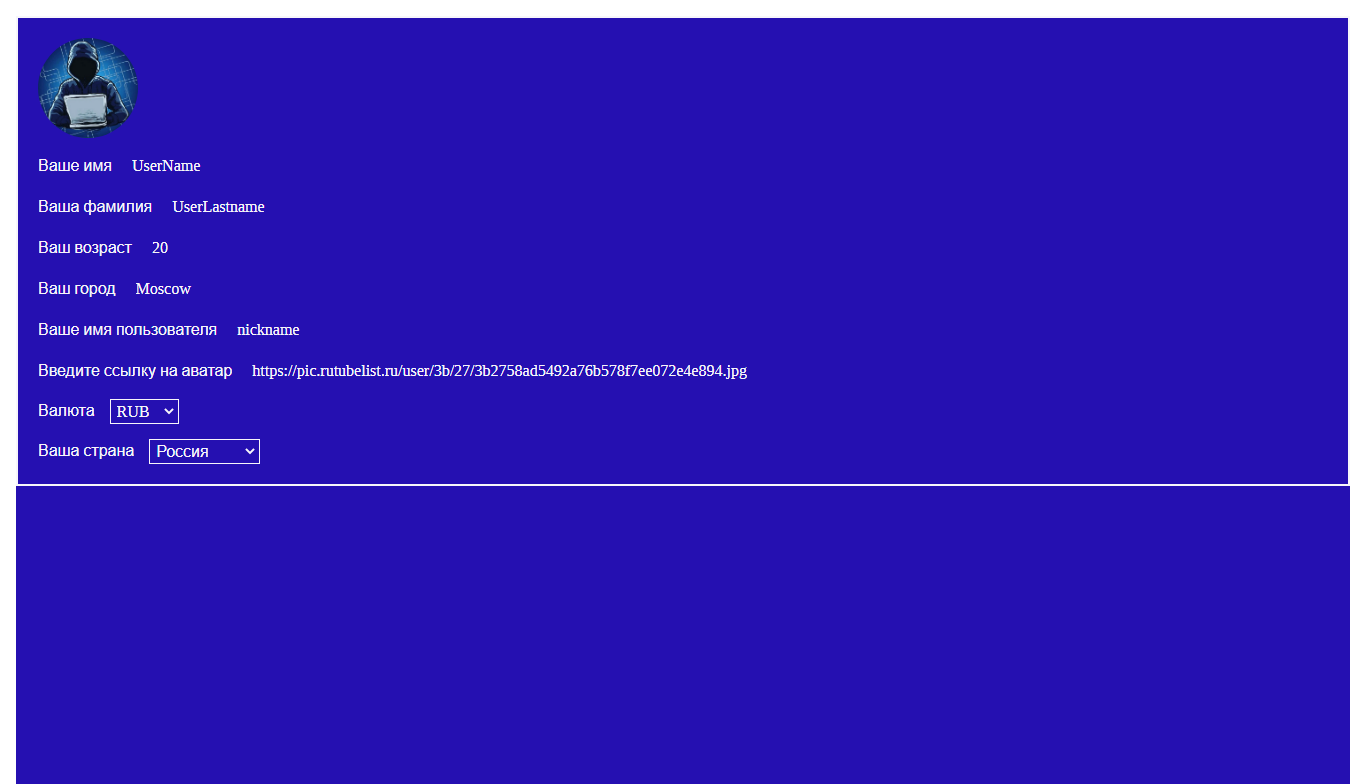 Ваше имя UserName
Ваша фамилия UserLastname
Ваш возраст 20
Ваш город Moscow
Ваше имя пользователя nickname
Введите ссылку на аватар https://pic.rutubelist.ru/user/3b/27/3b2758ad5492a76b578f7ee072e4e894.jpg
Валюта RUB
Ваша страна Россия